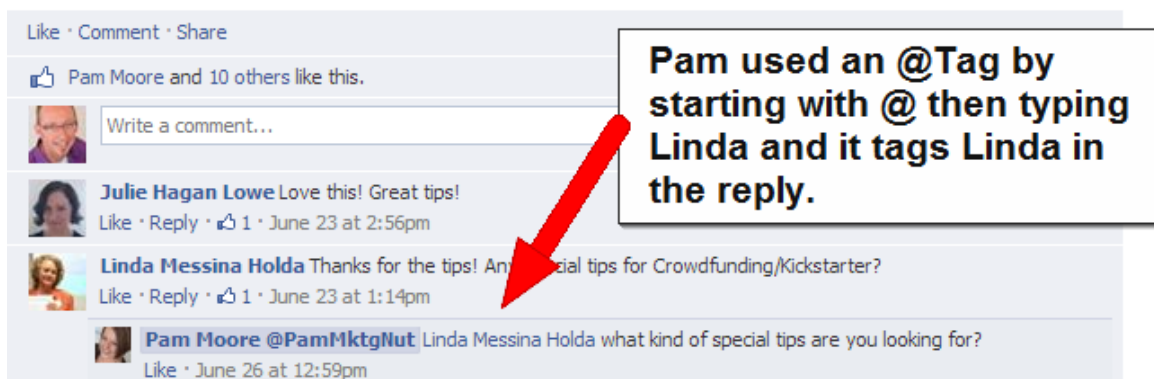 Like · Comment · Share
Pam Moore and 10 others like this.
Pam used an @Tag by
starting with @ then typing
Linda and it tags Linda in
the reply.
Write a comment...
Julie Hagan Lowe Love this! Great tips!
Like · Reply · 1 · June 23 at 2:56pm
Linda Messina Holda Thanks for the tips! Any tips for Crowdfunding/Kickstarter?
Like · Reply · 1 · June 23 at 1:14pm
Pam Moore @PamMktgNut Linda Messina Holda what kind of special tips are you looking for?
Like · June 26 at 12:59pm